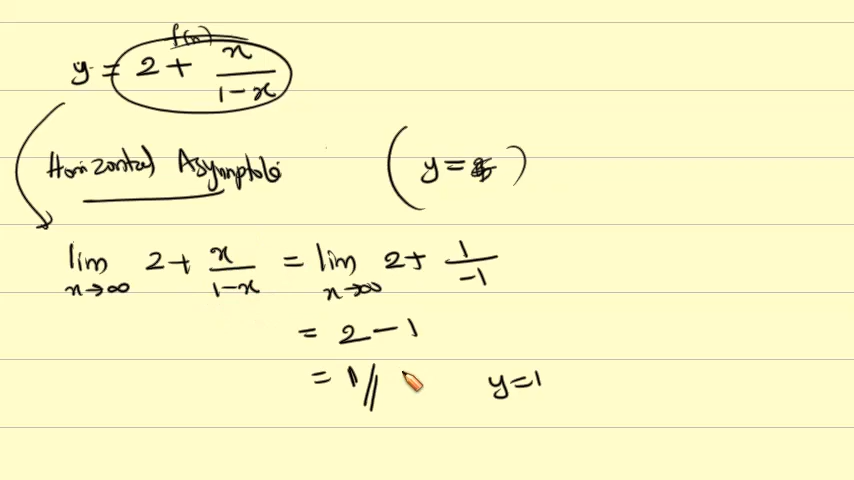 f(x)
y = 2 + x/(1-x)
Horizontal Asymptote (y = )
lim x→∞ 2 + x/(1-x) = lim x→∞ 2 + 1/-1
= 2 - 1
= 1// y = 1